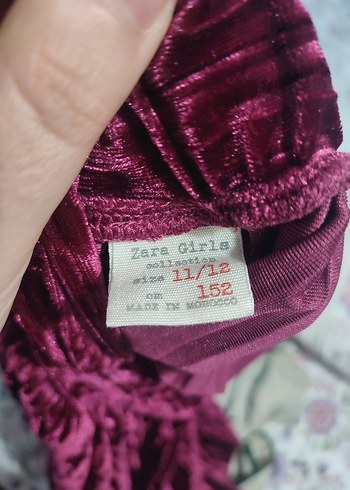 Zara Girls
collection
size 11/12
cm 152
MADE IN MOROCCO